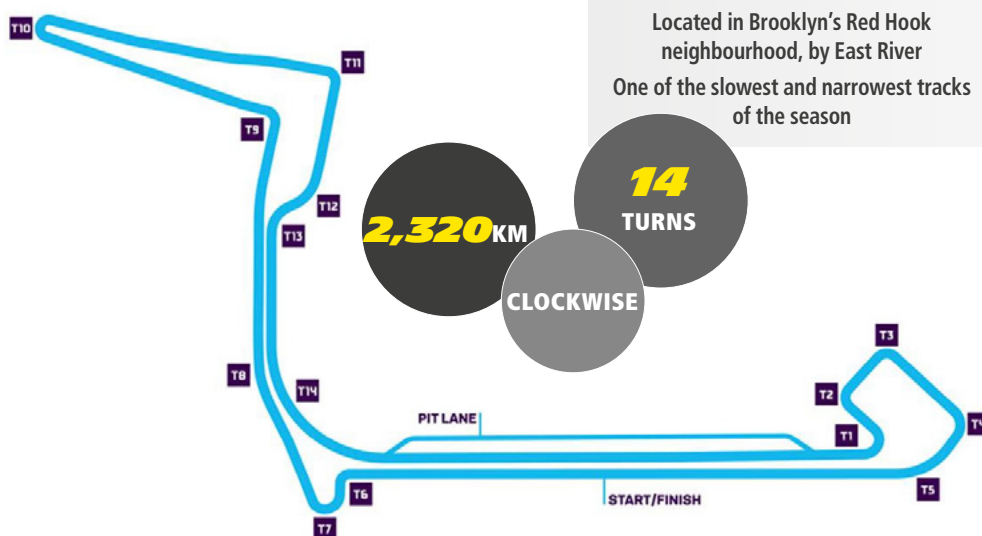 Located in Brooklyn's Red Hook
neighbourhood, by East River
One of the slowest and narrowest tracks
of the season
T10
T11
T9
T12
T13
2,320KM
14
TURNS
CLOCKWISE
T3
T8
T2
T14
PIT LANE
T1
T4
T6
T5
START/FINISH
T7